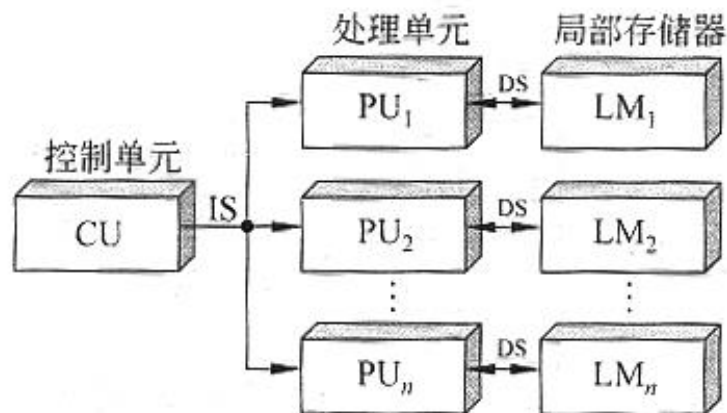 处理单元 局部存储器
PU₁ DS LM₁
控制单元
CU IS
PU₂ DS LM₂
PUₙ DS LMₙ